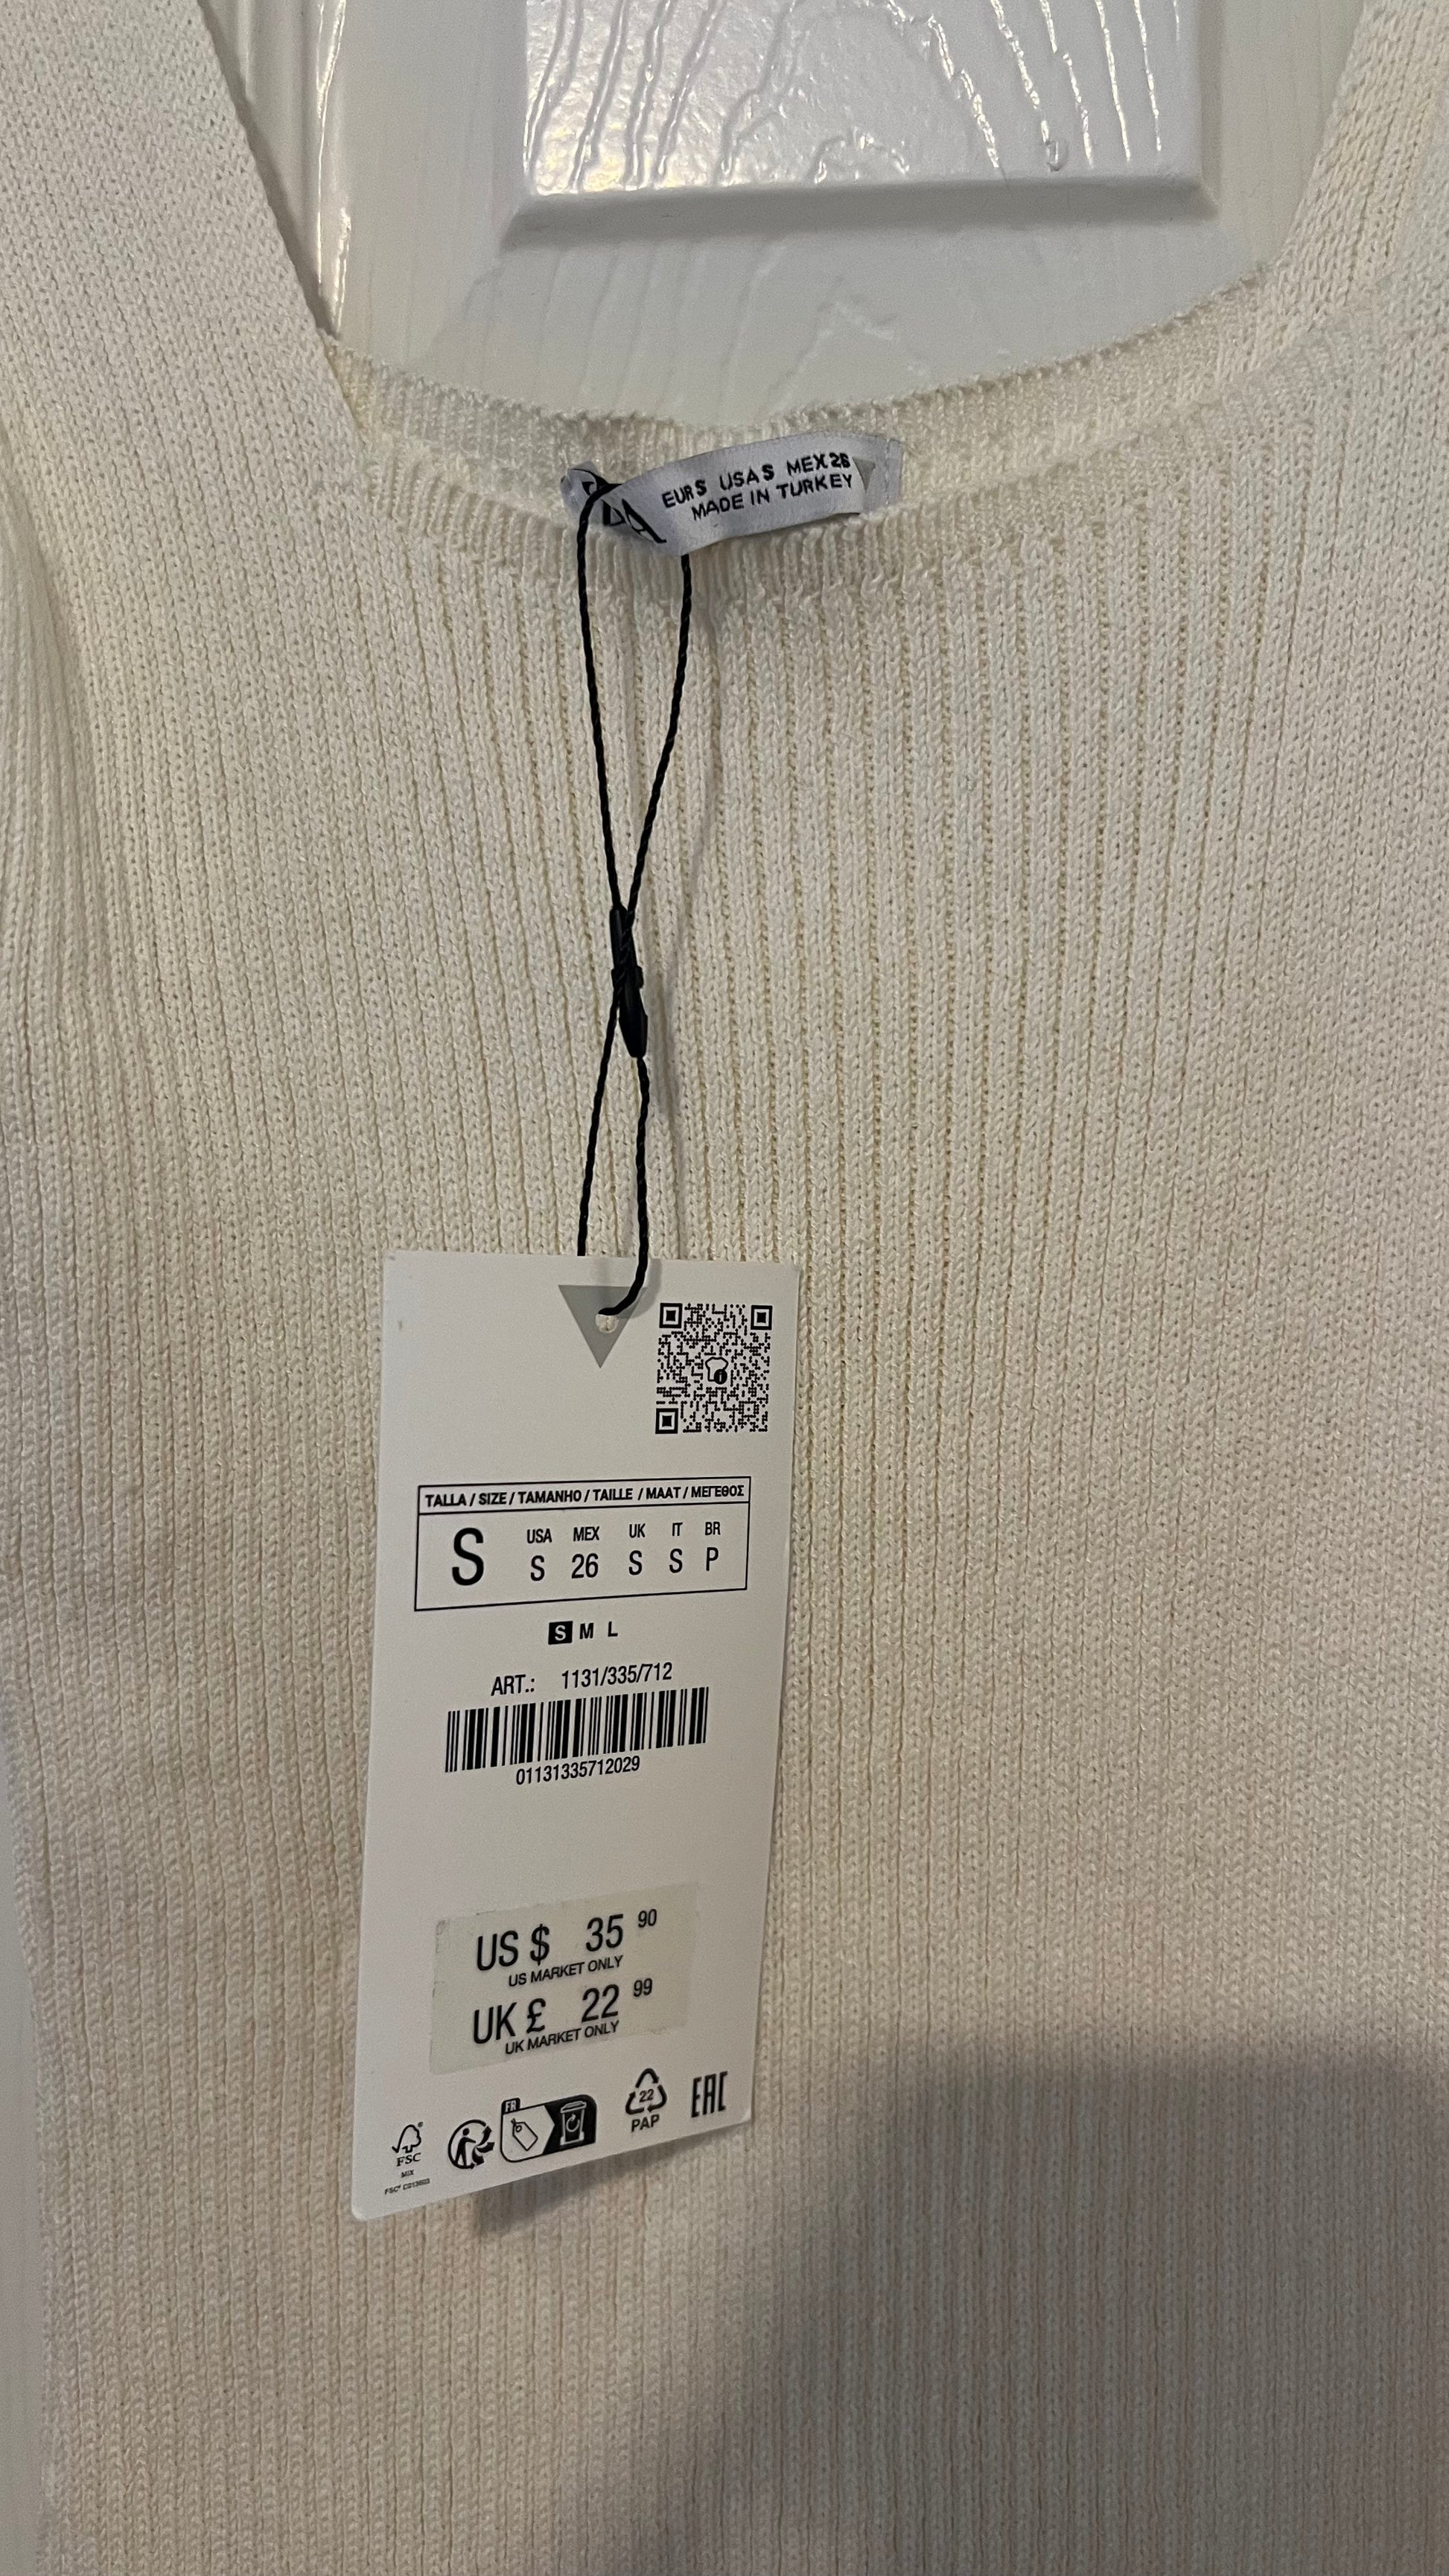 EUR S USA S MEX 26
MADE IN TURKEY
TALLA / SIZE / TAMANHO / TAILLE / MAAT / ΜΕΓΕΘΟΣ
S
USA MEX UK IT BR
S 26 S S P
S M L
ART.: 1131/335/712
01131335712029
US $ 35 90
US MARKET ONLY
UK £ 22 99
UK MARKET ONLY
FR
22
PAP
EAC
FSC
MIX